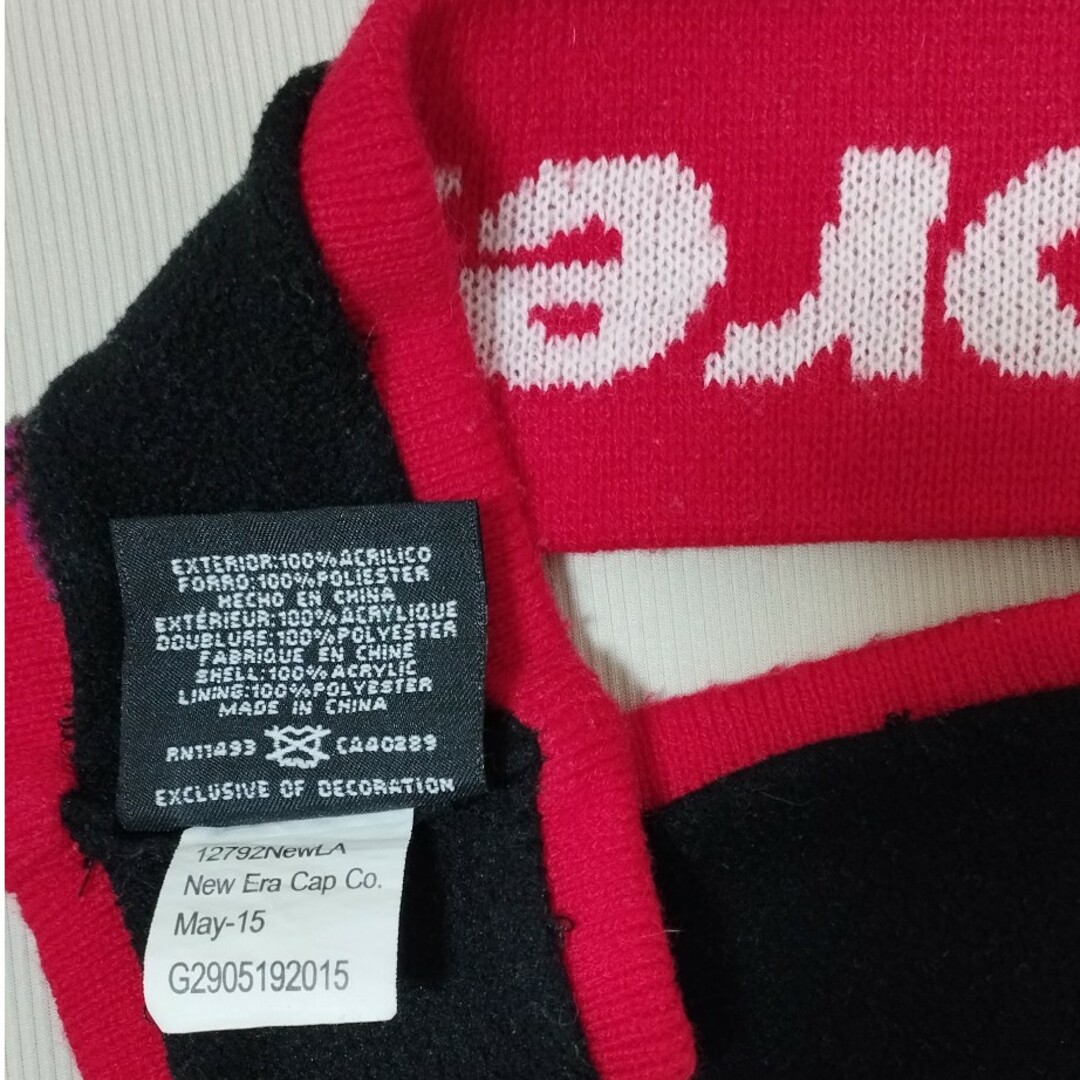 ore
EXTERIOR:100%ACRILICO
FORRO:100%POLIESTER
HECHO EN CHINA
EXTÉRIEUR:100%ACRYLIQUE
DOUBLURE:100%POLYESTER
FABRIQUE EN CHINE
SHELL:100%ACRYLIC
LINING:100%POLYESTER
MADE IN CHINA
RN11493 CA40289
EXCLUSIVE OF DECORATION
12792NewLA
New Era Cap Co.
May-15
G2905192015